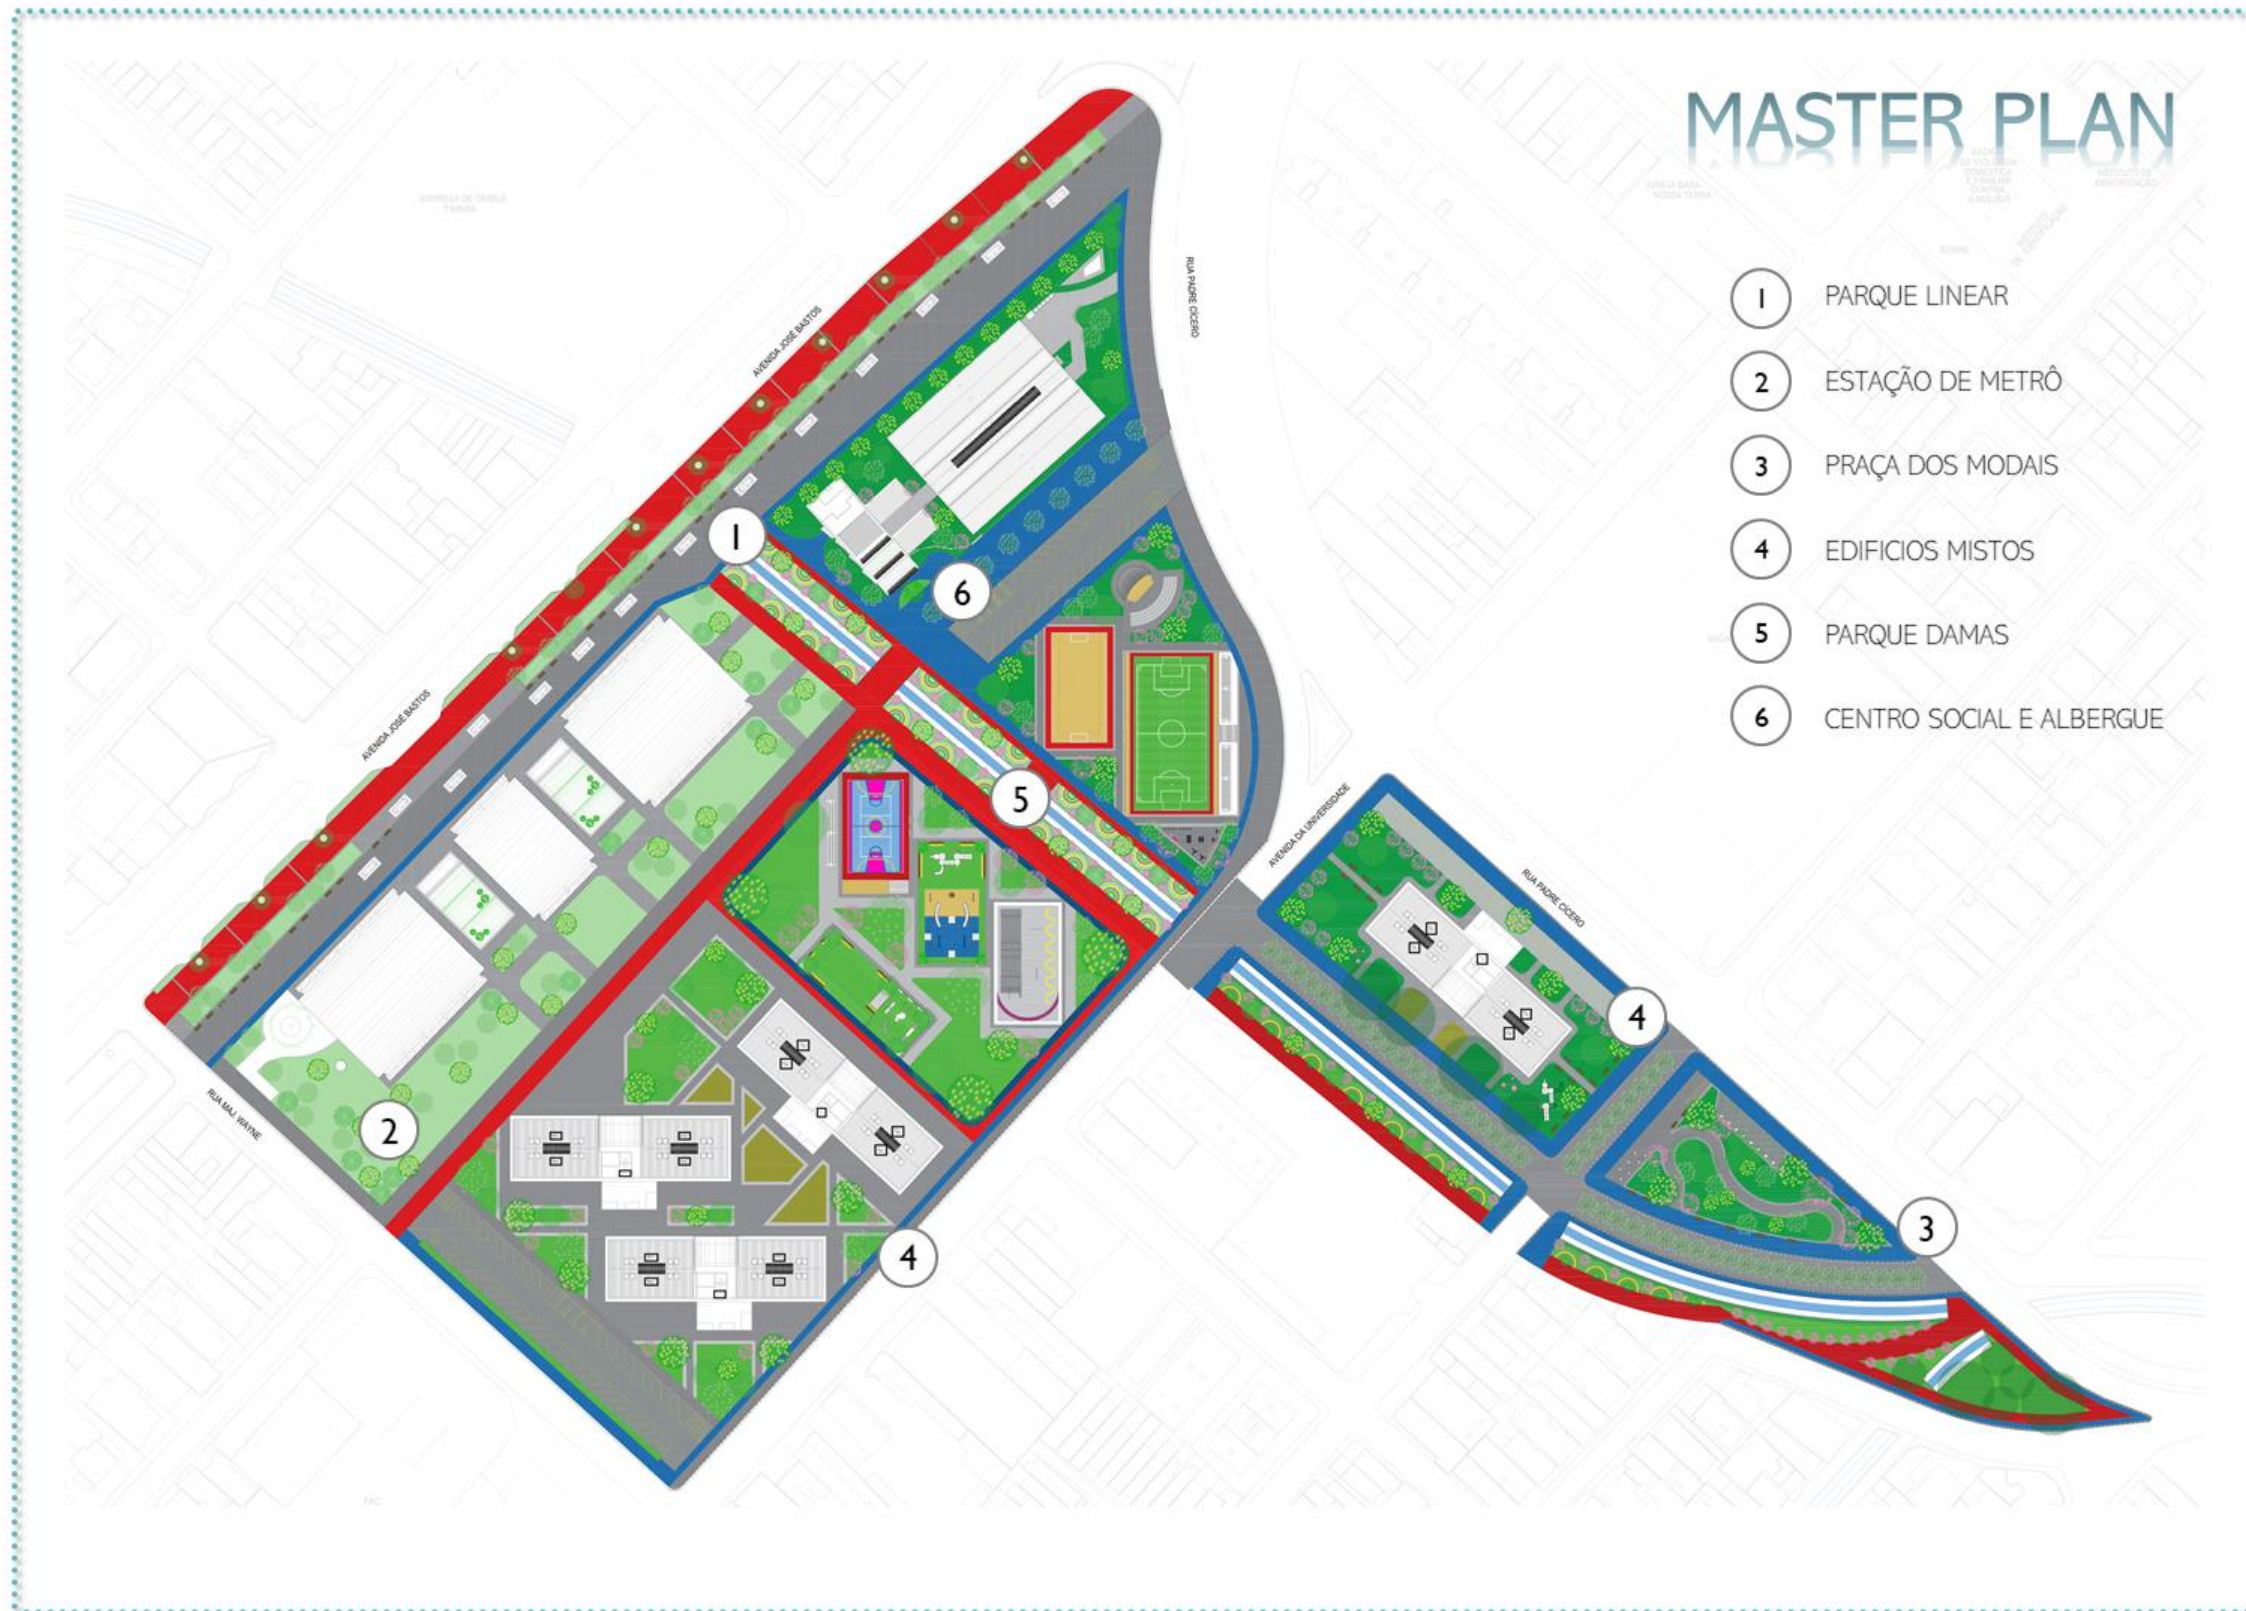 MASTER PLAN
1 PARQUE LINEAR
2 ESTAÇÃO DE METRÔ
3 PRAÇA DOS MODAIS
4 EDIFICIOS MISTOS
5 PARQUE DAMAS
6 CENTRO SOCIAL E ALBERGUE
RUA PADRE CÍCERO
AVENIDA JOSÉ BASTOS
1
6
AVENIDA JOSÉ BASTOS
5
AVENIDA DA UNIVERSIDADE
RUA PADRE CÍCERO
4
RUA MAJ. WAYNE
2
3
4